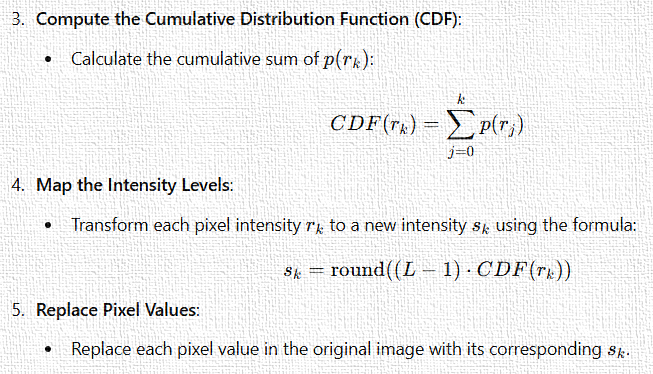 3. Compute the Cumulative Distribution Function (CDF):
• Calculate the cumulative sum of p(r_k):
CDF(r_k) = \sum_{j=0}^{k} p(r_j)
4. Map the Intensity Levels:
• Transform each pixel intensity r_k to a new intensity s_k using the formula:
s_k = round((L − 1) · CDF(r_k))
5. Replace Pixel Values:
• Replace each pixel value in the original image with its corresponding s_k.